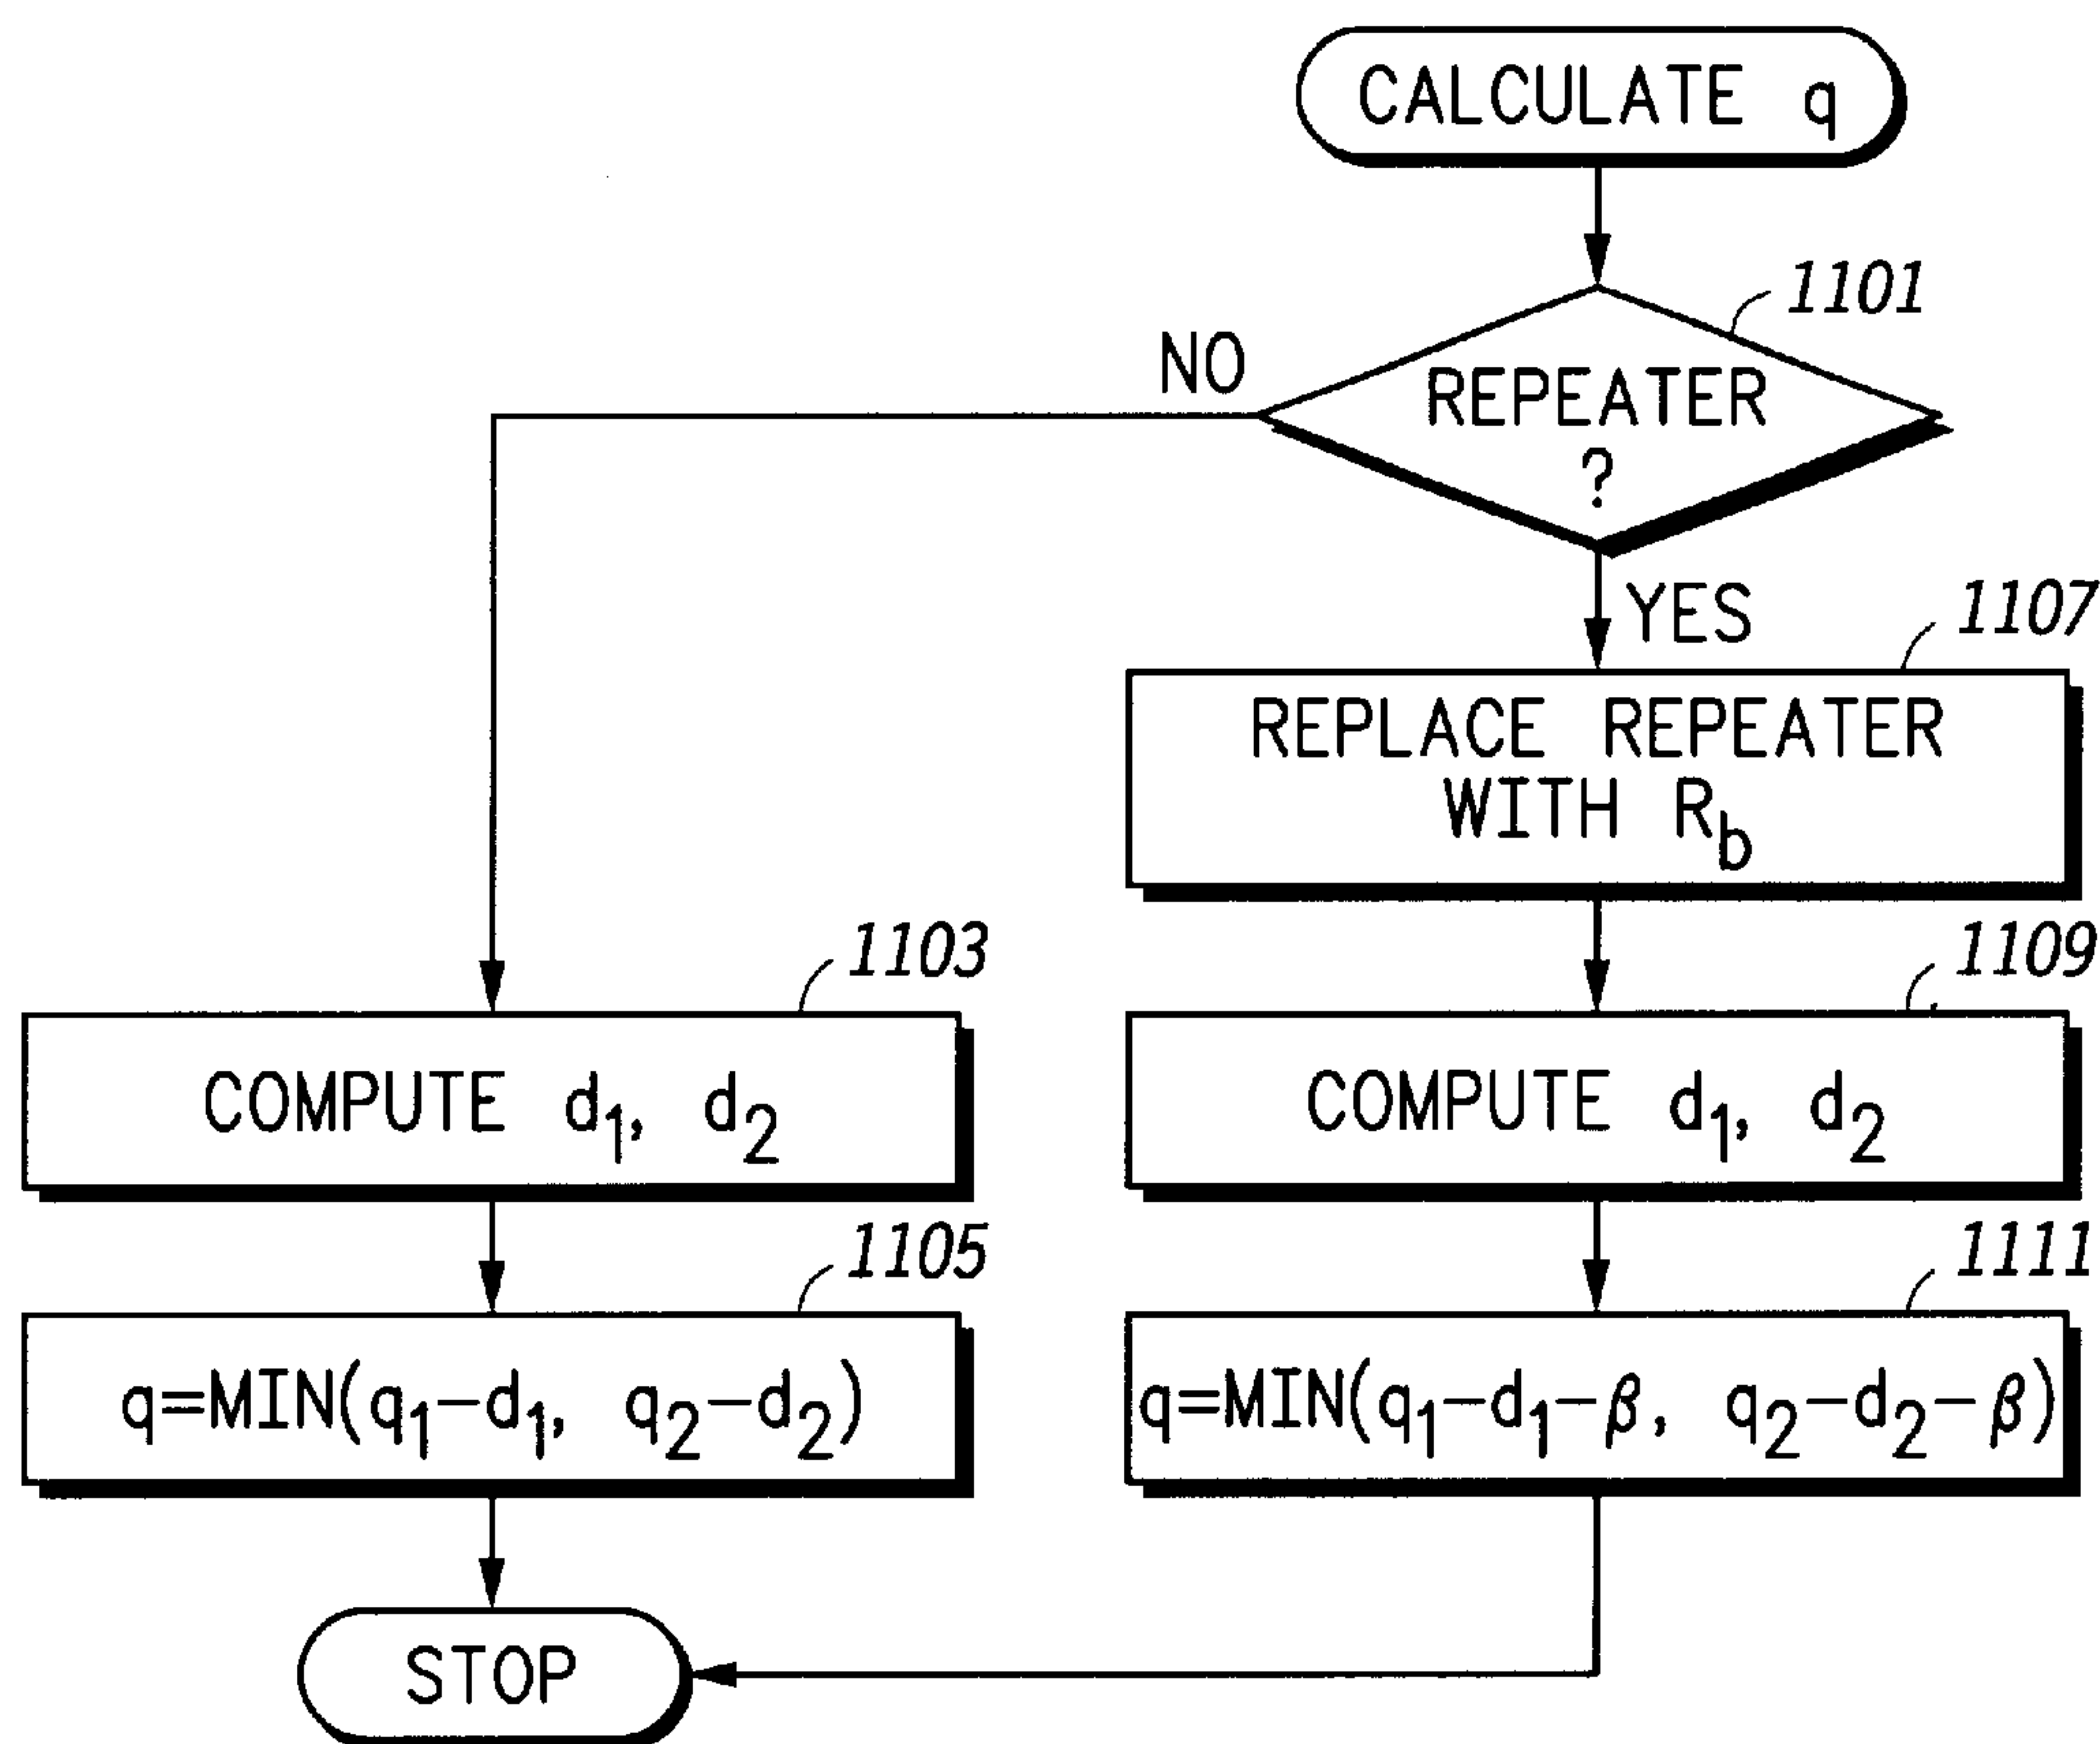 CALCULATE q
1101
NO
REPEATER
?
YES
1107
REPLACE REPEATER
WITH R_b
1103
COMPUTE d_1, d_2
1109
COMPUTE d_1, d_2
1105
q=MIN(q_1-d_1, q_2-d_2)
1111
q=MIN(q_1-d_1-β, q_2-d_2-β)
STOP